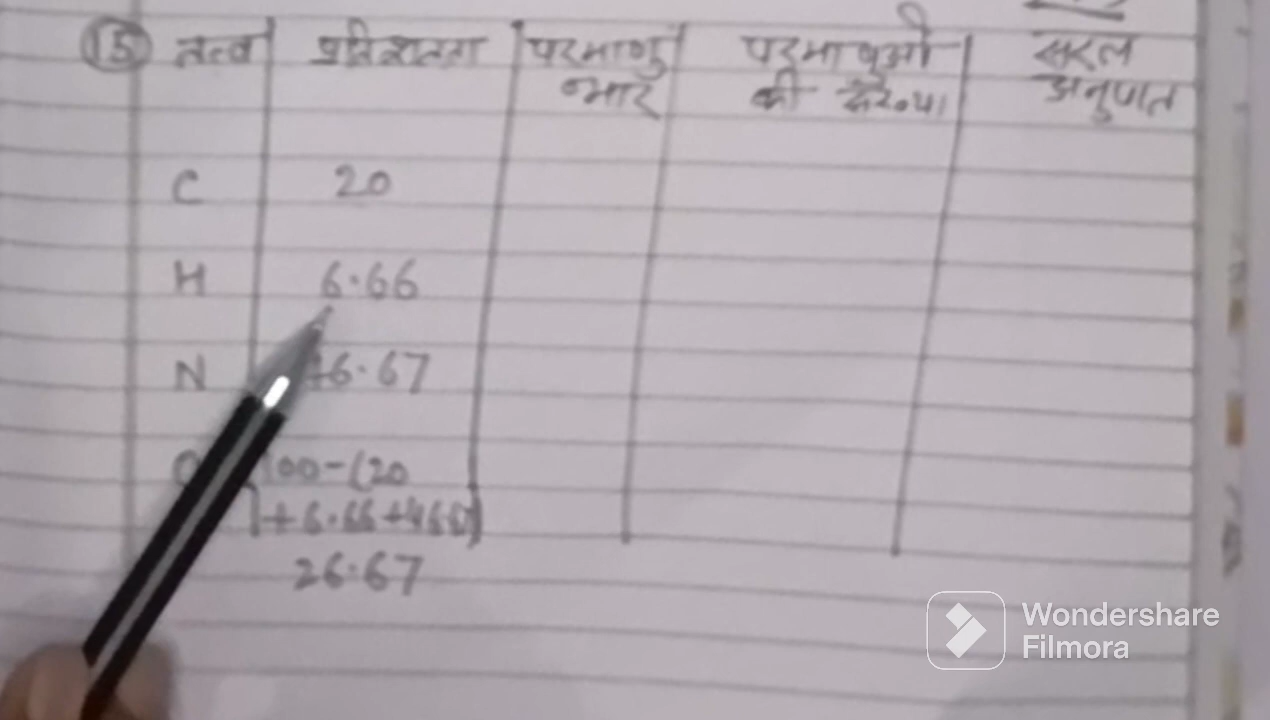 15 तत्व प्रतिशतता परमाणु भार परमाणुओ की संख्या सरल अनुपात
C 20
H 6.66
N 46.67
O 100-(20
+6.66+46.67)
26.67
Wondershare
Filmora